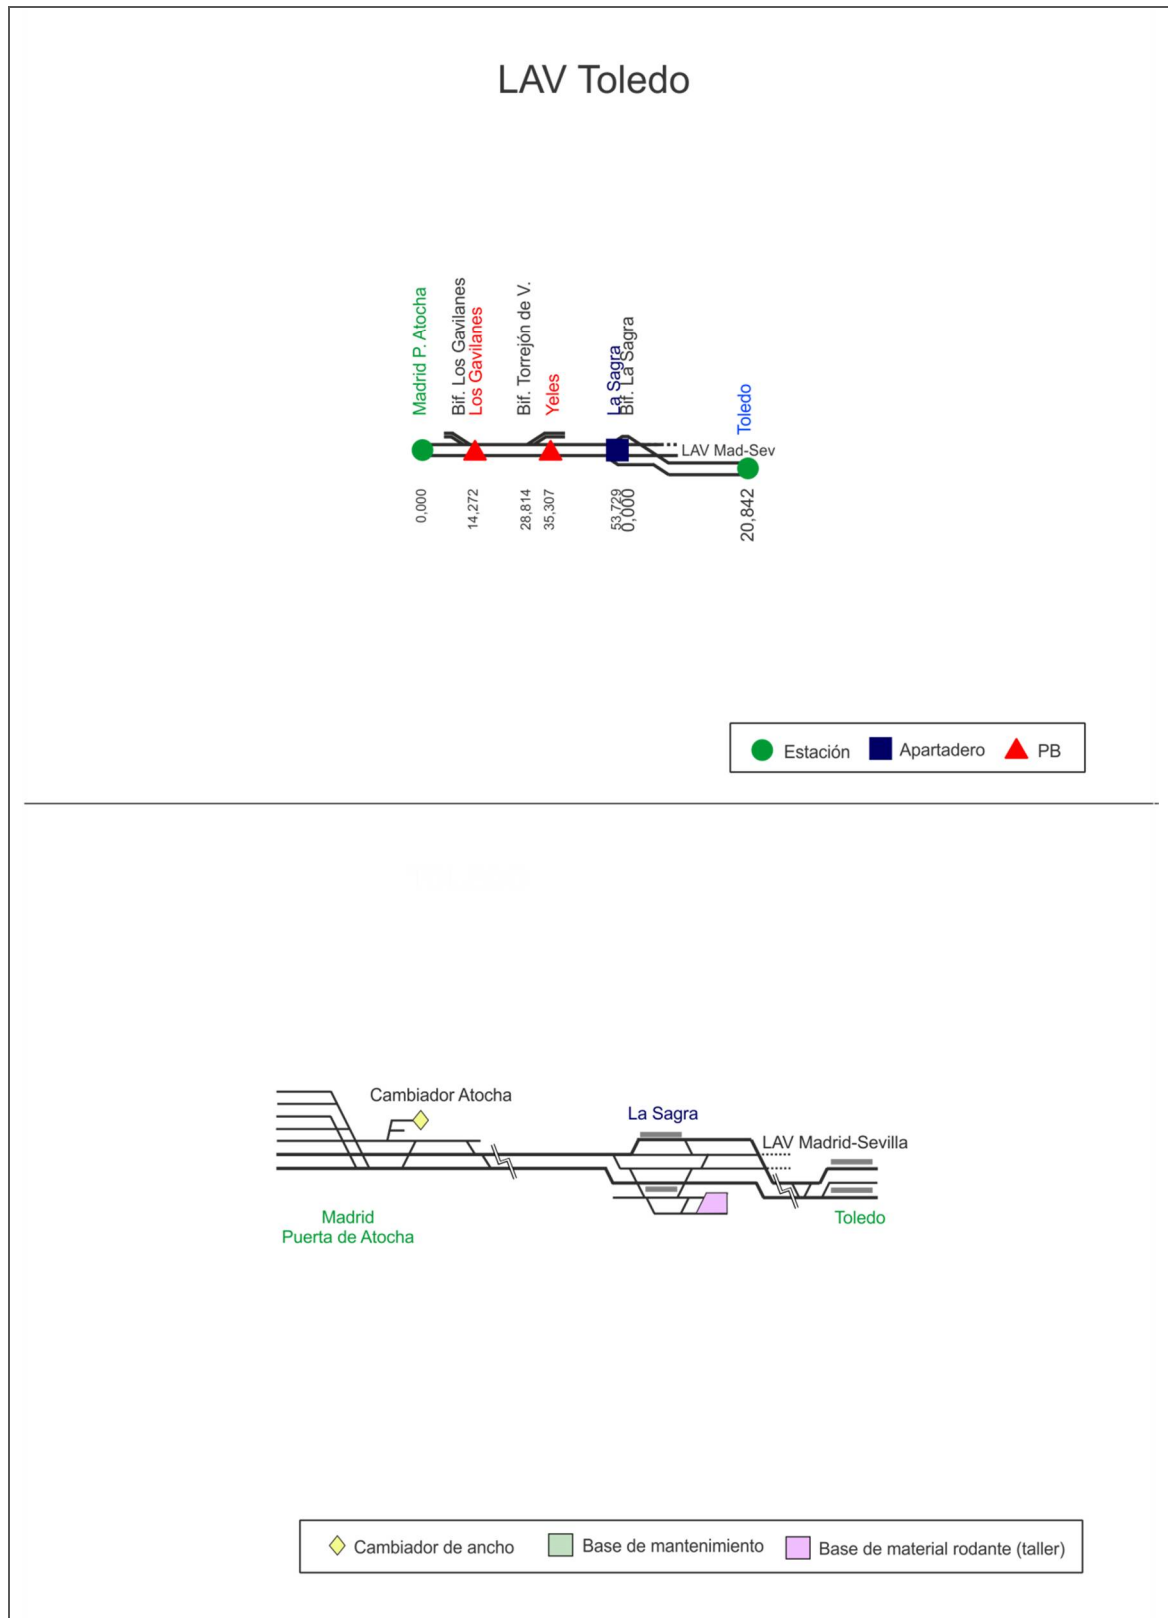 LAV Toledo
Madrid P. Atocha
Bif. Los Gavilanes
Los Gavilanes
Bif. Torrejón de V.
Yeles
La Sagra
Bif. La Sagra
Toledo
LAV Mad-Sev
0,000
14,272
28,814
35,307
53,729
0,000
20,842
Estación
Apartadero
PB
Cambiador Atocha
La Sagra
LAV Madrid-Sevilla
Madrid
Puerta de Atocha
Toledo
Cambiador de ancho
Base de mantenimiento
Base de material rodante (taller)